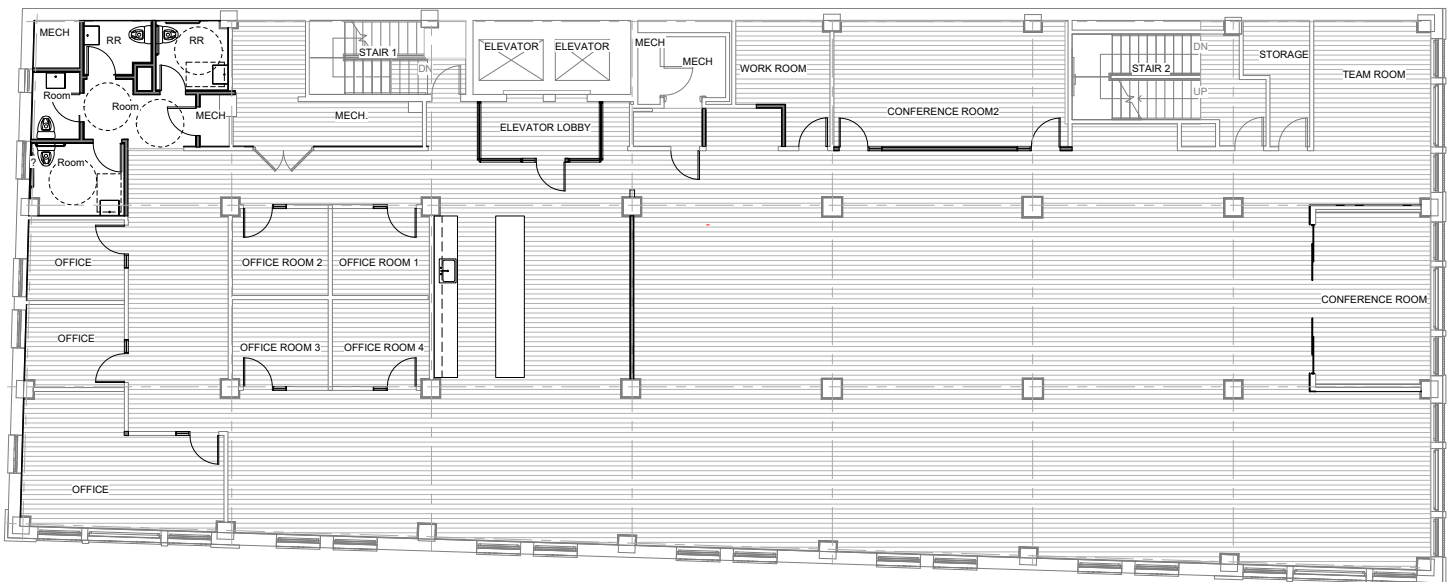 MECH
RR
RR
STAIR 1
DN
ELEVATOR
ELEVATOR
MECH
MECH
WORK ROOM
STAIR 2
DN
UP
STORAGE
TEAM ROOM
Room
Room
MECH
MECH.
ELEVATOR LOBBY
CONFERENCE ROOM2
?
Room
OFFICE
OFFICE ROOM 2
OFFICE ROOM 1
CONFERENCE ROOM
OFFICE
OFFICE ROOM 3
OFFICE ROOM 4
OFFICE